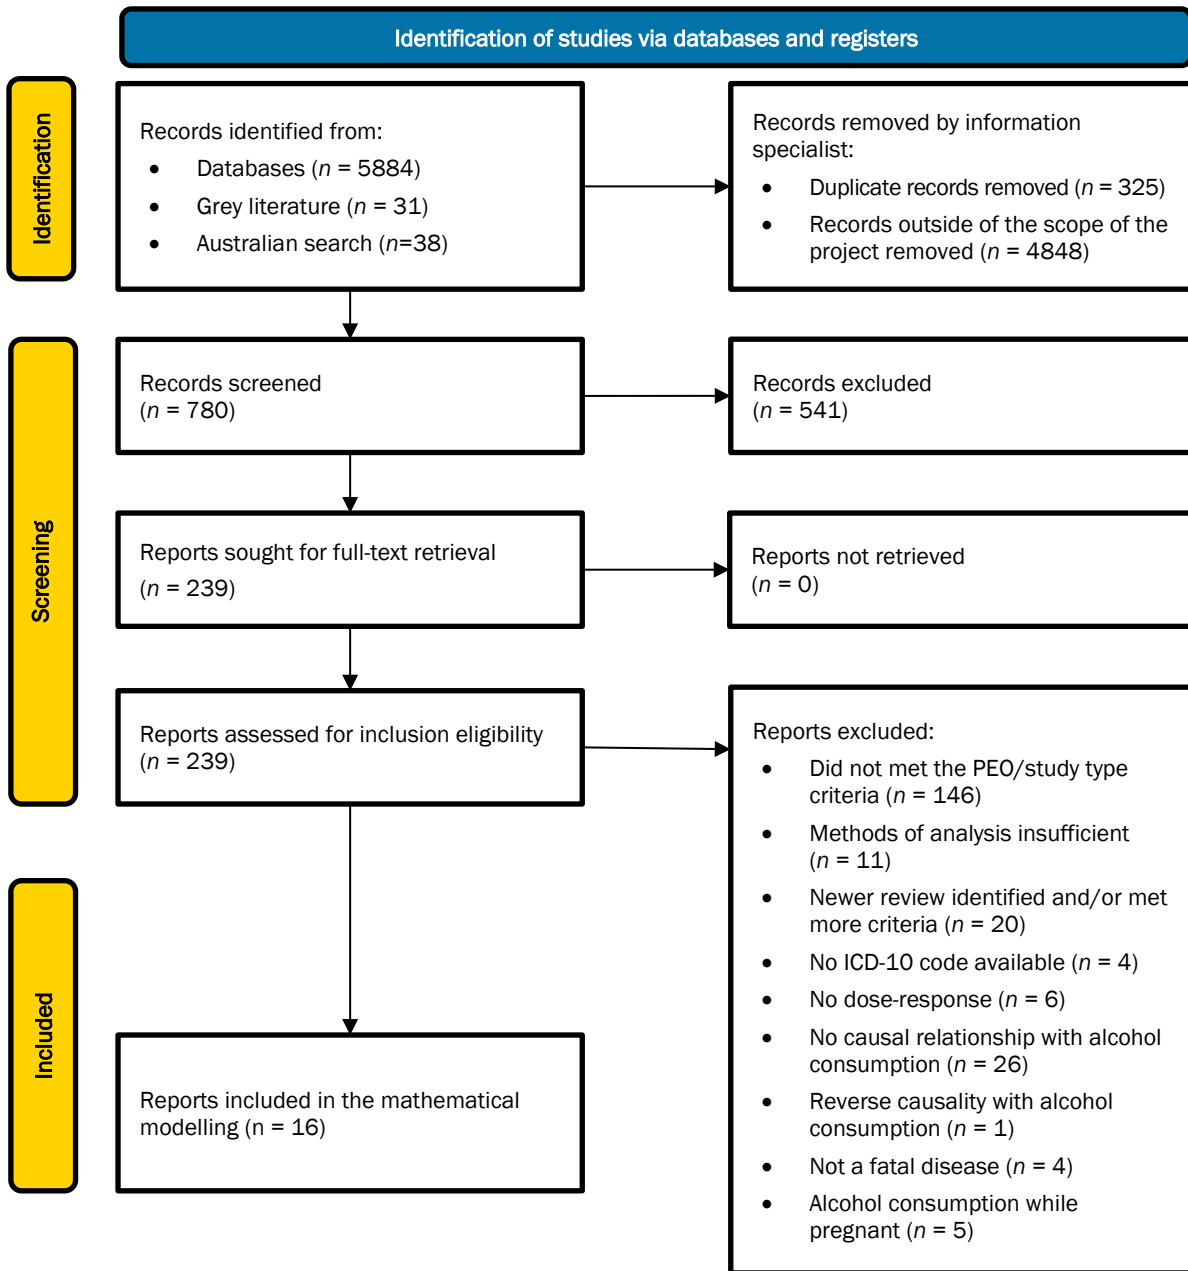 Identification of studies via databases and registers
Identification
Records identified from:
• Databases (n = 5884)
• Grey literature (n = 31)
• Australian search (n=38)
Records removed by information
specialist:
• Duplicate records removed (n = 325)
• Records outside of the scope of the
project removed (n = 4848)
Screening
Records screened
(n = 780)
Records excluded
(n = 541)
Reports sought for full-text retrieval
(n = 239)
Reports not retrieved
(n = 0)
Reports assessed for inclusion eligibility
(n = 239)
Reports excluded:
• Did not met the PEO/study type
criteria (n = 146)
• Methods of analysis insufficient
(n = 11)
• Newer review identified and/or met
more criteria (n = 20)
• No ICD-10 code available (n = 4)
• No dose-response (n = 6)
• No causal relationship with alcohol
consumption (n = 26)
• Reverse causality with alcohol
consumption (n = 1)
• Not a fatal disease (n = 4)
• Alcohol consumption while
pregnant (n = 5)
Included
Reports included in the mathematical
modelling (n = 16)